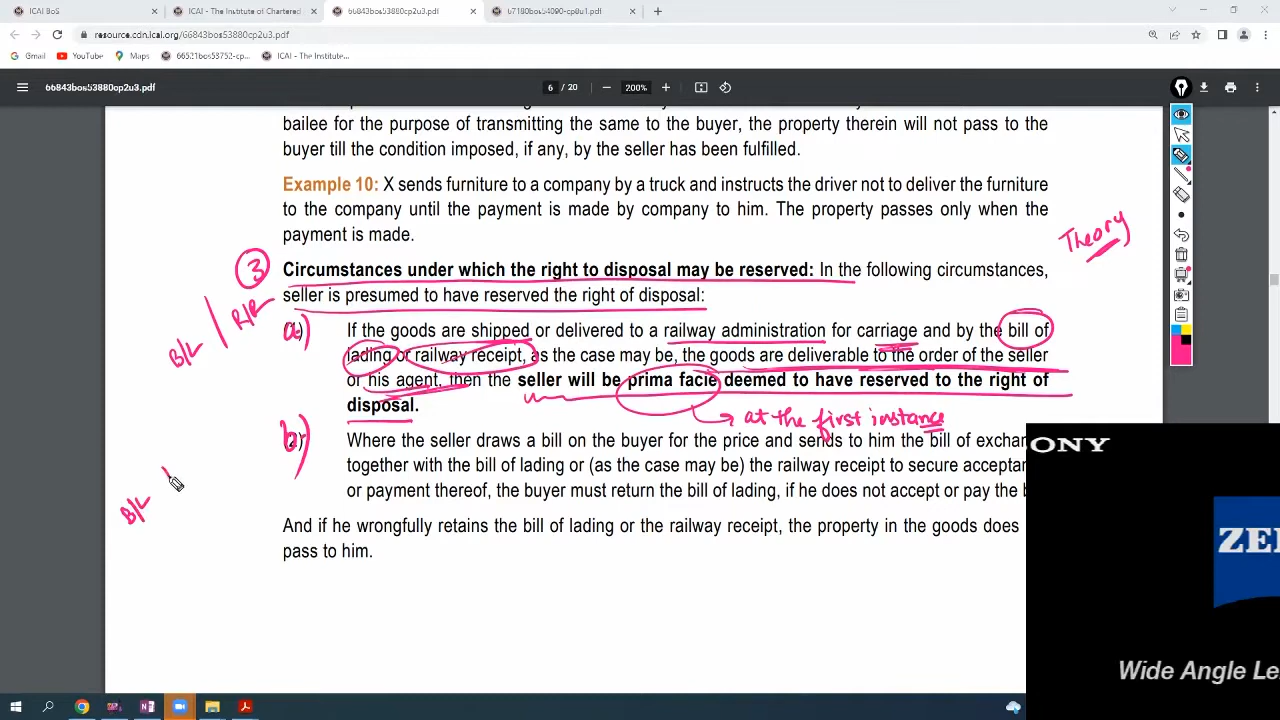 ICAI BoS
ICAI - The Institute of Chartered
66843bos53880cp2u3.pdf
67180bos54090-cp8u1.pdf
resource.cdn.icai.org/66843bos53880cp2u3.pdf
Gmail
YouTube
Maps
66521bos53752-cp...
ICAI - The Institute...
66843bos53880cp2u3.pdf
6 / 20
200%
bailee for the purpose of transmitting the same to the buyer, the property therein will not pass to the
buyer till the condition imposed, if any, by the seller has been fulfilled.
Example 10: X sends furniture to a company by a truck and instructs the driver not to deliver the furniture
to the company until the payment is made by company to him. The property passes only when the
payment is made.
Theory
3
Circumstances under which the right to disposal may be reserved: In the following circumstances,
seller is presumed to have reserved the right of disposal:
B/L
R/R
a)
If the goods are shipped or delivered to a railway administration for carriage and by the bill of
lading or railway receipt, as the case may be, the goods are deliverable to the order of the seller
or his agent, then the seller will be prima facie deemed to have reserved to the right of
disposal.
at the first instance
b)
(2)
Where the seller draws a bill on the buyer for the price and sends to him the bill of exchan
together with the bill of lading or (as the case may be) the railway receipt to secure acceptan
or payment thereof, the buyer must return the bill of lading, if he does not accept or pay the b
B/L
And if he wrongfully retains the bill of lading or the railway receipt, the property in the goods does
pass to him.
ONY
ZEI
Wide Angle Le